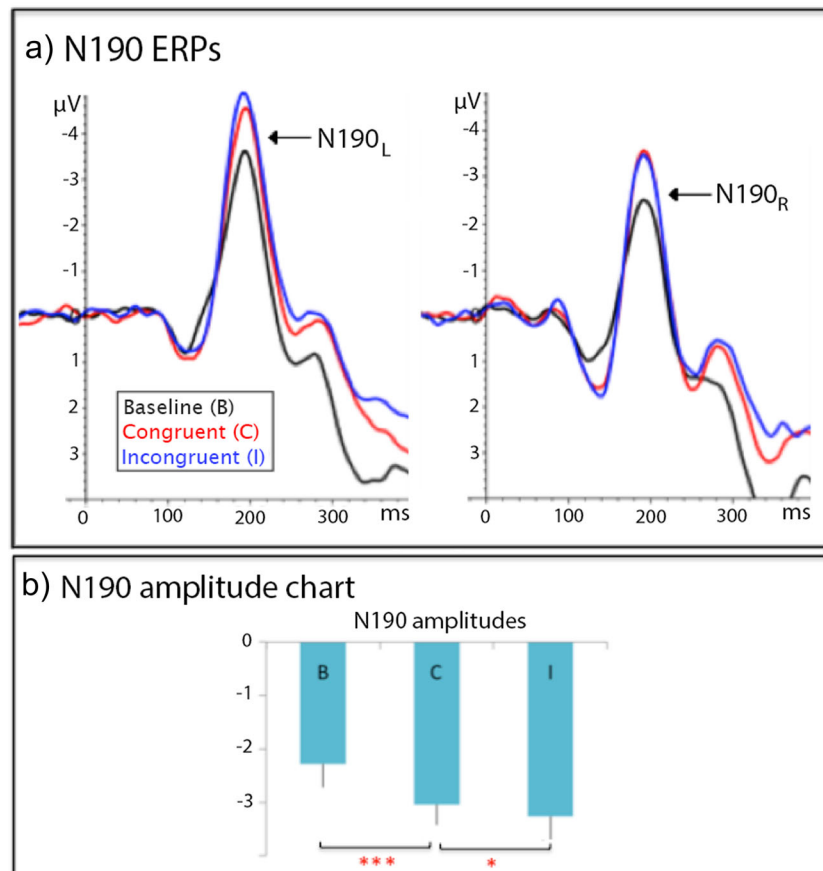 a) N190 ERPs
µV
-4
-3
-2
-1
1
2
3
N190L
Baseline (B)
Congruent (C)
Incongruent (I)
0 100 200 300 ms
µV
-4
-3
-2
-1
1
2
3
N190R
0 100 200 300 ms
b) N190 amplitude chart
N190 amplitudes
0
-1
-2
-3
B C I
*** *